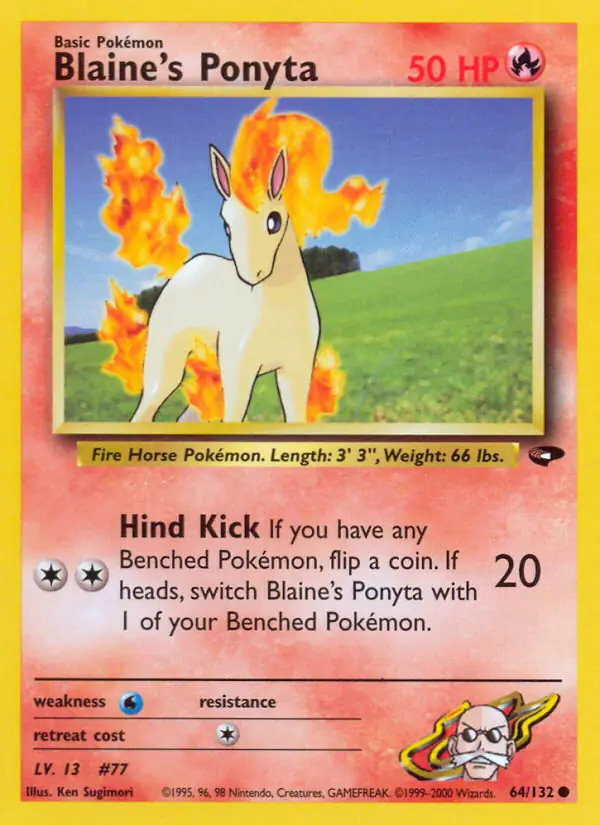 Basic Pokémon
Blaine's Ponyta 50 HP
Fire Horse Pokémon. Length: 3' 3", Weight: 66 lbs.
Hind Kick If you have any
Benched Pokémon, flip a coin. If
heads, switch Blaine's Ponyta with
1 of your Benched Pokémon.
20
weakness resistance
retreat cost
LV. 13 #77
Illus. Ken Sugimori ©1995, 96, 98 Nintendo, Creatures, GAMEFREAK. ©1999-2000 Wizards. 64/132